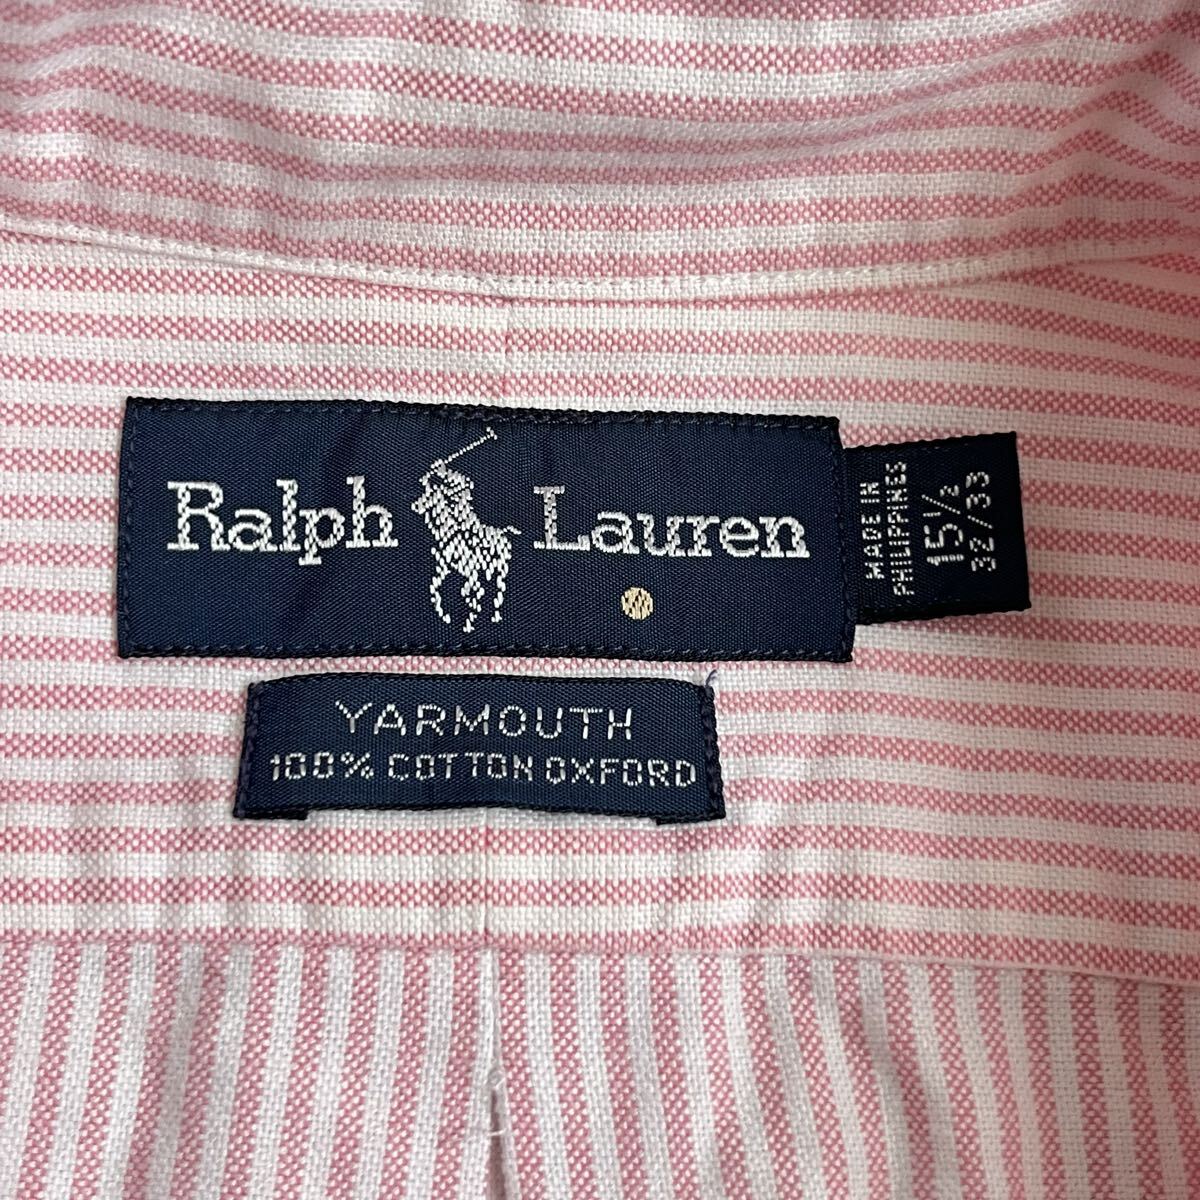 Ralph Lauren
MADE IN
PHILIPPINES
15½
32/33
YARMOUTH
100% COTTON OXFORD